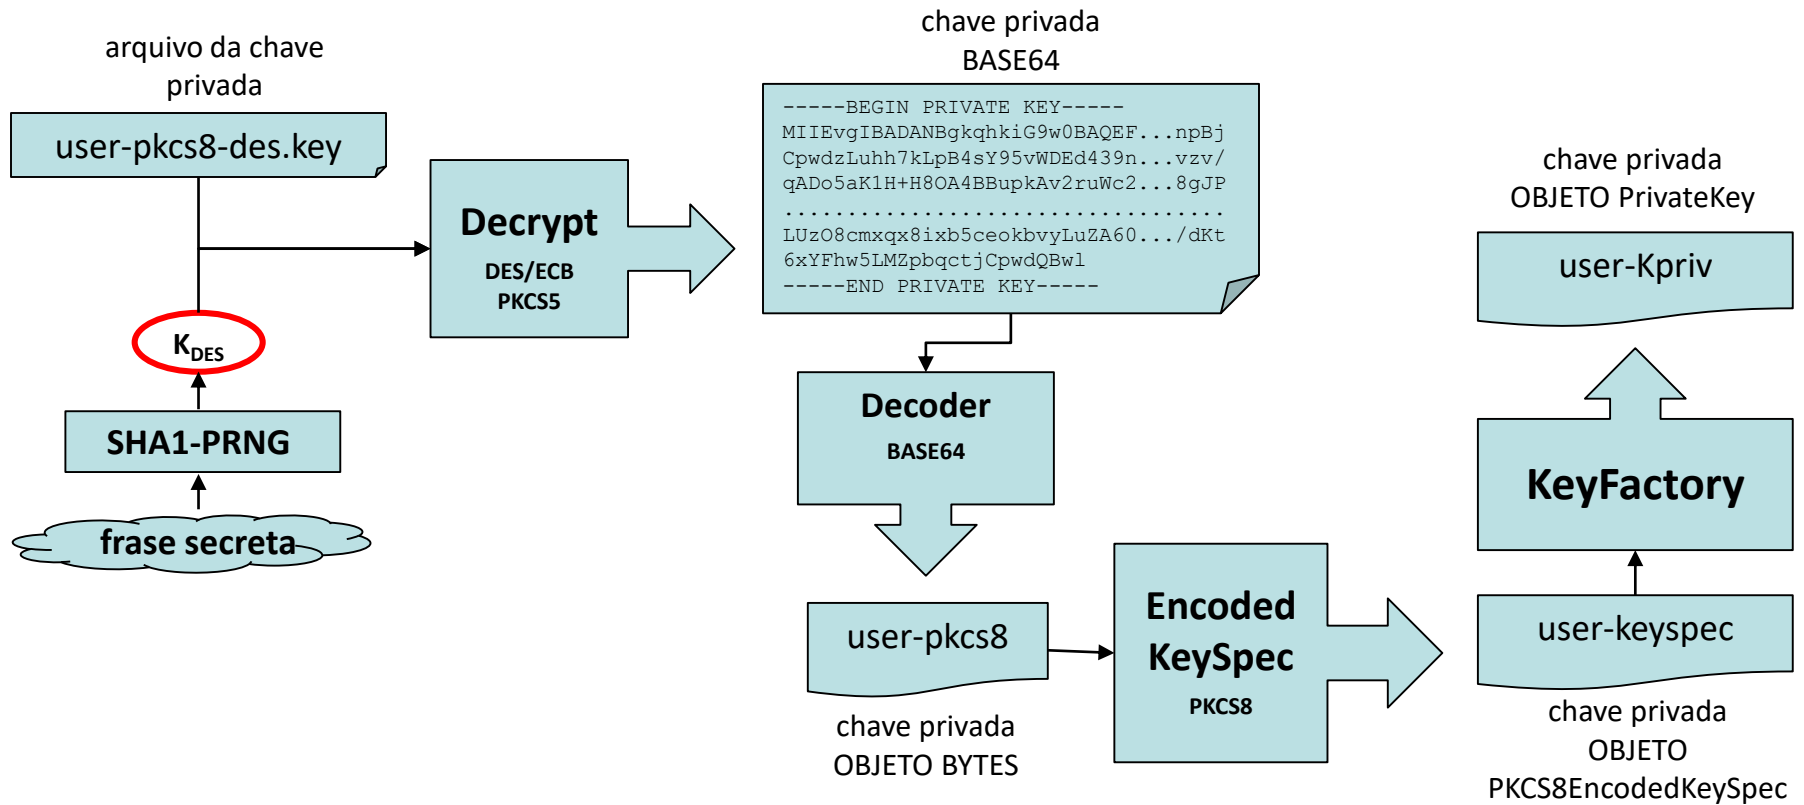 arquivo da chave
privada
user-pkcs8-des.key
K_DES
SHA1-PRNG
frase secreta
Decrypt
DES/ECB
PKCS5
chave privada
BASE64
-----BEGIN PRIVATE KEY-----
MIIEvgIBADANBgkqhkiG9w0BAQEF...npBj
CpwdzLuhh7kLpB4sY95vWDEd439n...vzv/
qADo5aK1H+H8OA4BBupkAv2ruWc2...8gJP
...................................
LUzO8cmxqx8ixb5ceokbvyLuZA60.../dKt
6xYFhw5LMZpbqctjCpwdQBwl
-----END PRIVATE KEY-----
Decoder
BASE64
user-pkcs8
chave privada
OBJETO BYTES
Encoded
KeySpec
PKCS8
chave privada
OBJETO PrivateKey
user-Kpriv
KeyFactory
user-keyspec
chave privada
OBJETO
PKCS8EncodedKeySpec